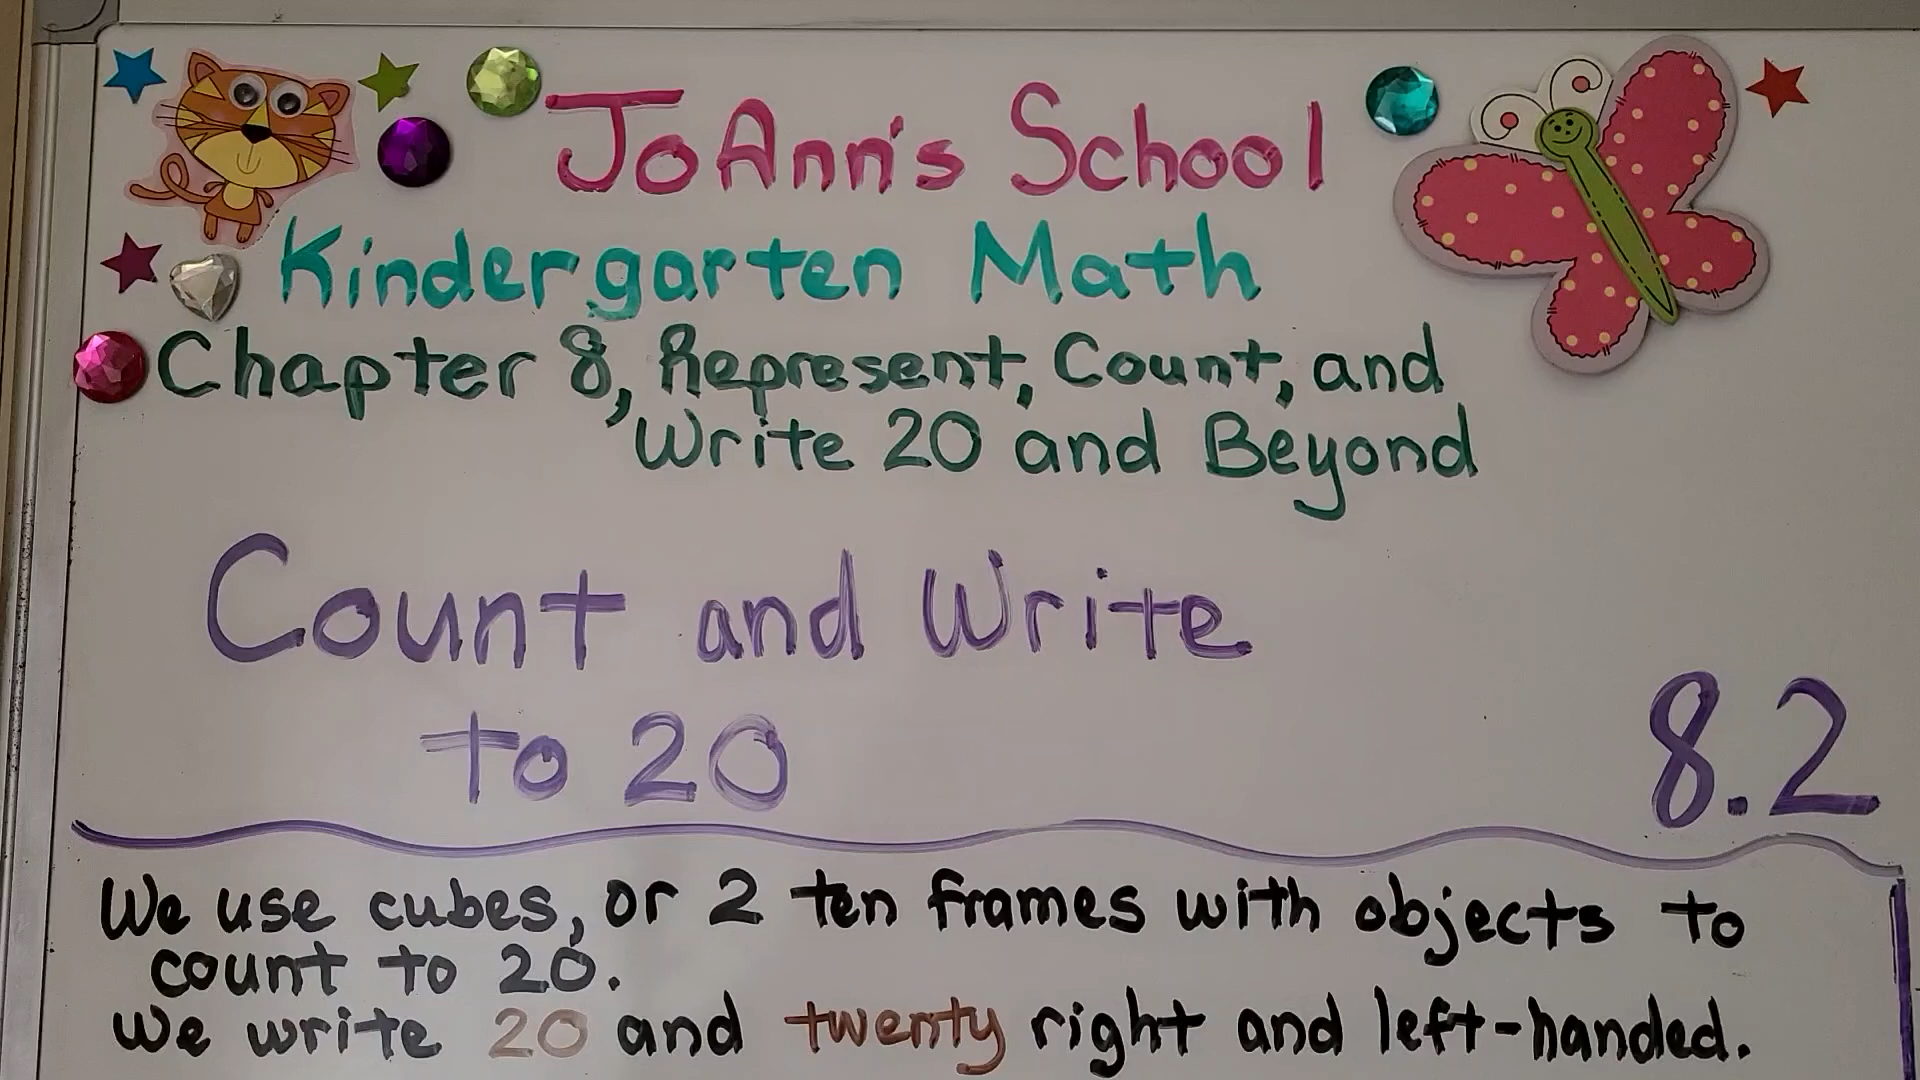 JoAnn's School
Kindergarten Math
Chapter 8, Represent, Count, and
Write 20 and Beyond
Count and Write
to 20
8.2
We use cubes, or 2 ten frames with objects to
count to 20.
We write 20 and twenty right and left-handed.